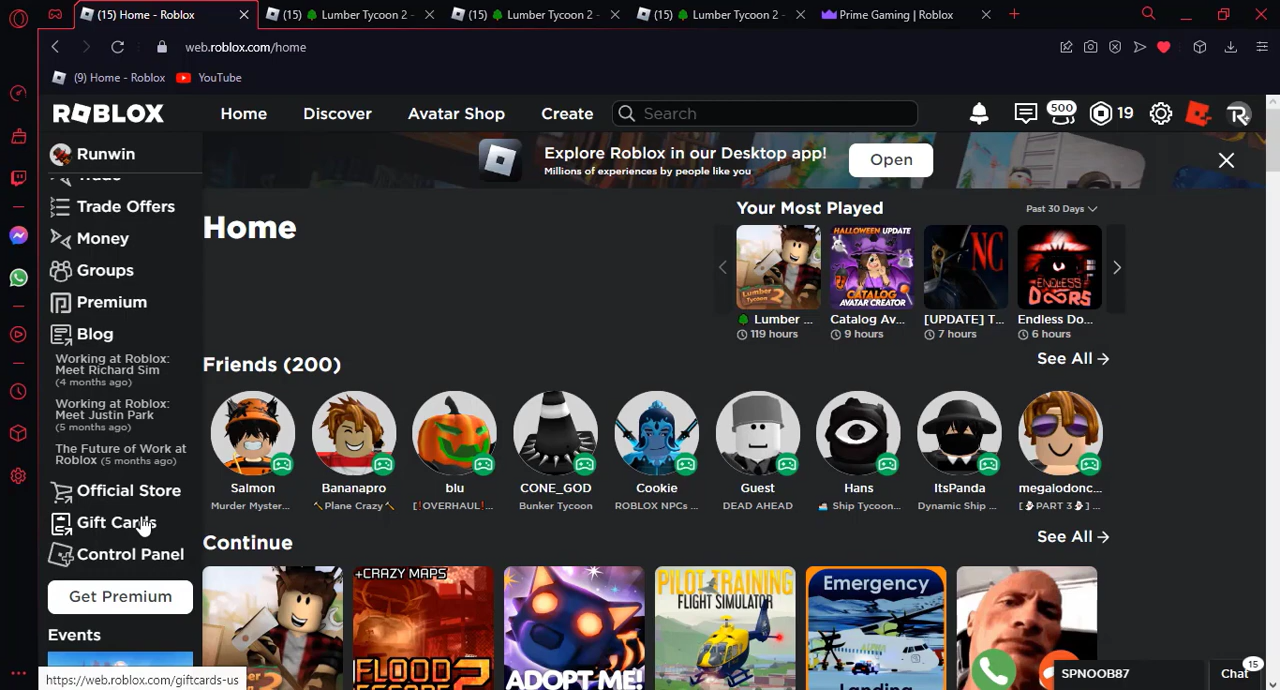 (15) Home - Roblox
(15) 🌲 Lumber Tycoon 2 -
(15) 🌲 Lumber Tycoon 2 -
(15) 🌲 Lumber Tycoon 2 -
Prime Gaming | Roblox
web.roblox.com/home
(9) Home - Roblox
YouTube
ROBLOX
Home
Discover
Avatar Shop
Create
Search
500
19
Runwin
Trade Offers
Money
Groups
Premium
Blog
Working at Roblox:
Meet Richard Sim
(4 months ago)
Working at Roblox:
Meet Justin Park
(5 months ago)
The Future of Work at
Roblox (5 months ago)
Official Store
Gift Cards
Control Panel
Get Premium
Events
https://web.roblox.com/giftcards-us
Explore Roblox in our Desktop app!
Millions of experiences by people like you
Open
Home
Your Most Played
Past 30 Days
Lumber Tycoon 2
HALLOWEEN UPDATE
CATALOG
AVATAR CREATOR
NC
ENDLESS
DOORS
🌲 Lumber ...
Catalog Av...
[UPDATE] T...
Endless Do...
119 hours
9 hours
7 hours
6 hours
Friends (200)
See All →
Salmon
Bananapro
blu
CONE_GOD
Cookie
Guest
Hans
ItsPanda
megalodonc...
Murder Myster...
Plane Crazy
[❗OVERHAUL!...
Bunker Tycoon
ROBLOX NPCs ...
DEAD AHEAD
Ship Tycoon...
Dynamic Ship ...
[PART 3] ...
Continue
See All →
+CRAZY MAPS
FLOOD
ESCAPE 2
ADOPT ME!
PILOT TRAINING
FLIGHT SIMULATOR
Emergency
Landing
SPNOOB87
Chat
15